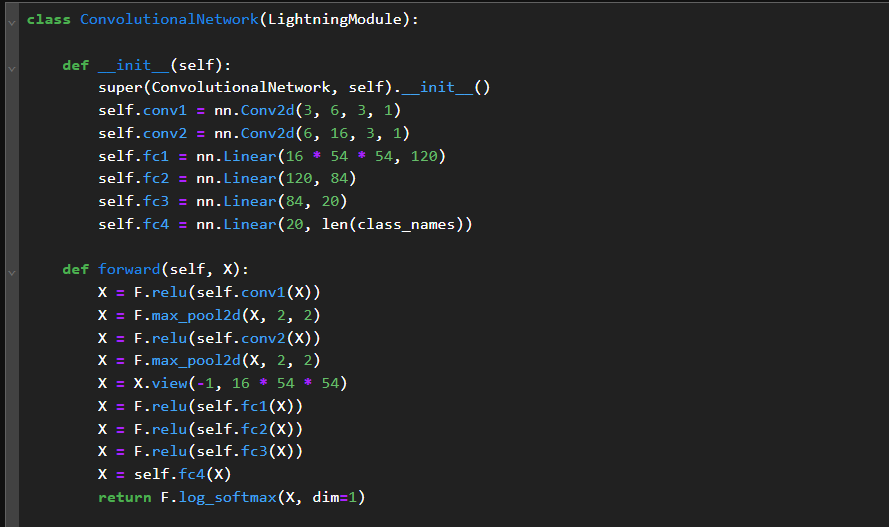 class ConvolutionalNetwork(LightningModule):
    def __init__(self):
        super(ConvolutionalNetwork, self).__init__()
        self.conv1 = nn.Conv2d(3, 6, 3, 1)
        self.conv2 = nn.Conv2d(6, 16, 3, 1)
        self.fc1 = nn.Linear(16 * 54 * 54, 120)
        self.fc2 = nn.Linear(120, 84)
        self.fc3 = nn.Linear(84, 20)
        self.fc4 = nn.Linear(20, len(class_names))
    def forward(self, X):
        X = F.relu(self.conv1(X))
        X = F.max_pool2d(X, 2, 2)
        X = F.relu(self.conv2(X))
        X = F.max_pool2d(X, 2, 2)
        X = X.view(-1, 16 * 54 * 54)
        X = F.relu(self.fc1(X))
        X = F.relu(self.fc2(X))
        X = F.relu(self.fc3(X))
        X = self.fc4(X)
        return F.log_softmax(X, dim=1)